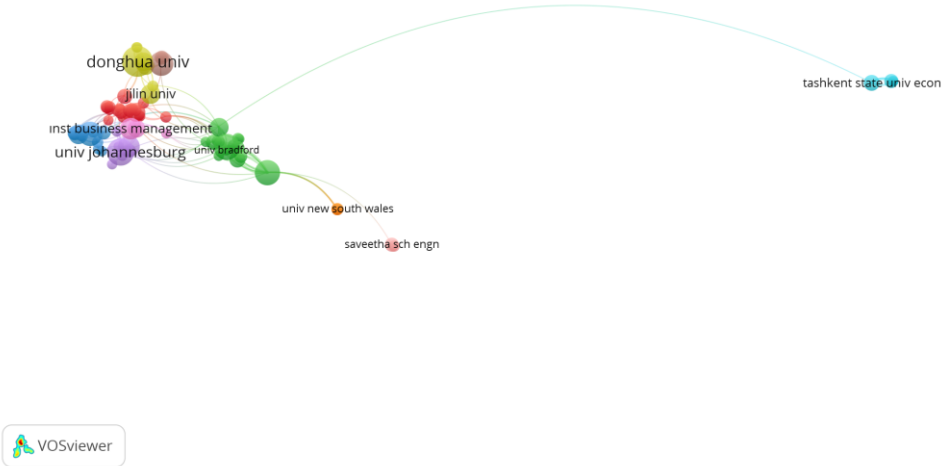 donghua univ
jilin univ
inst business management
univ johannesburg
univ bradford
univ new south wales
saveetha sch engn
tashkent state univ econ
VOSviewer